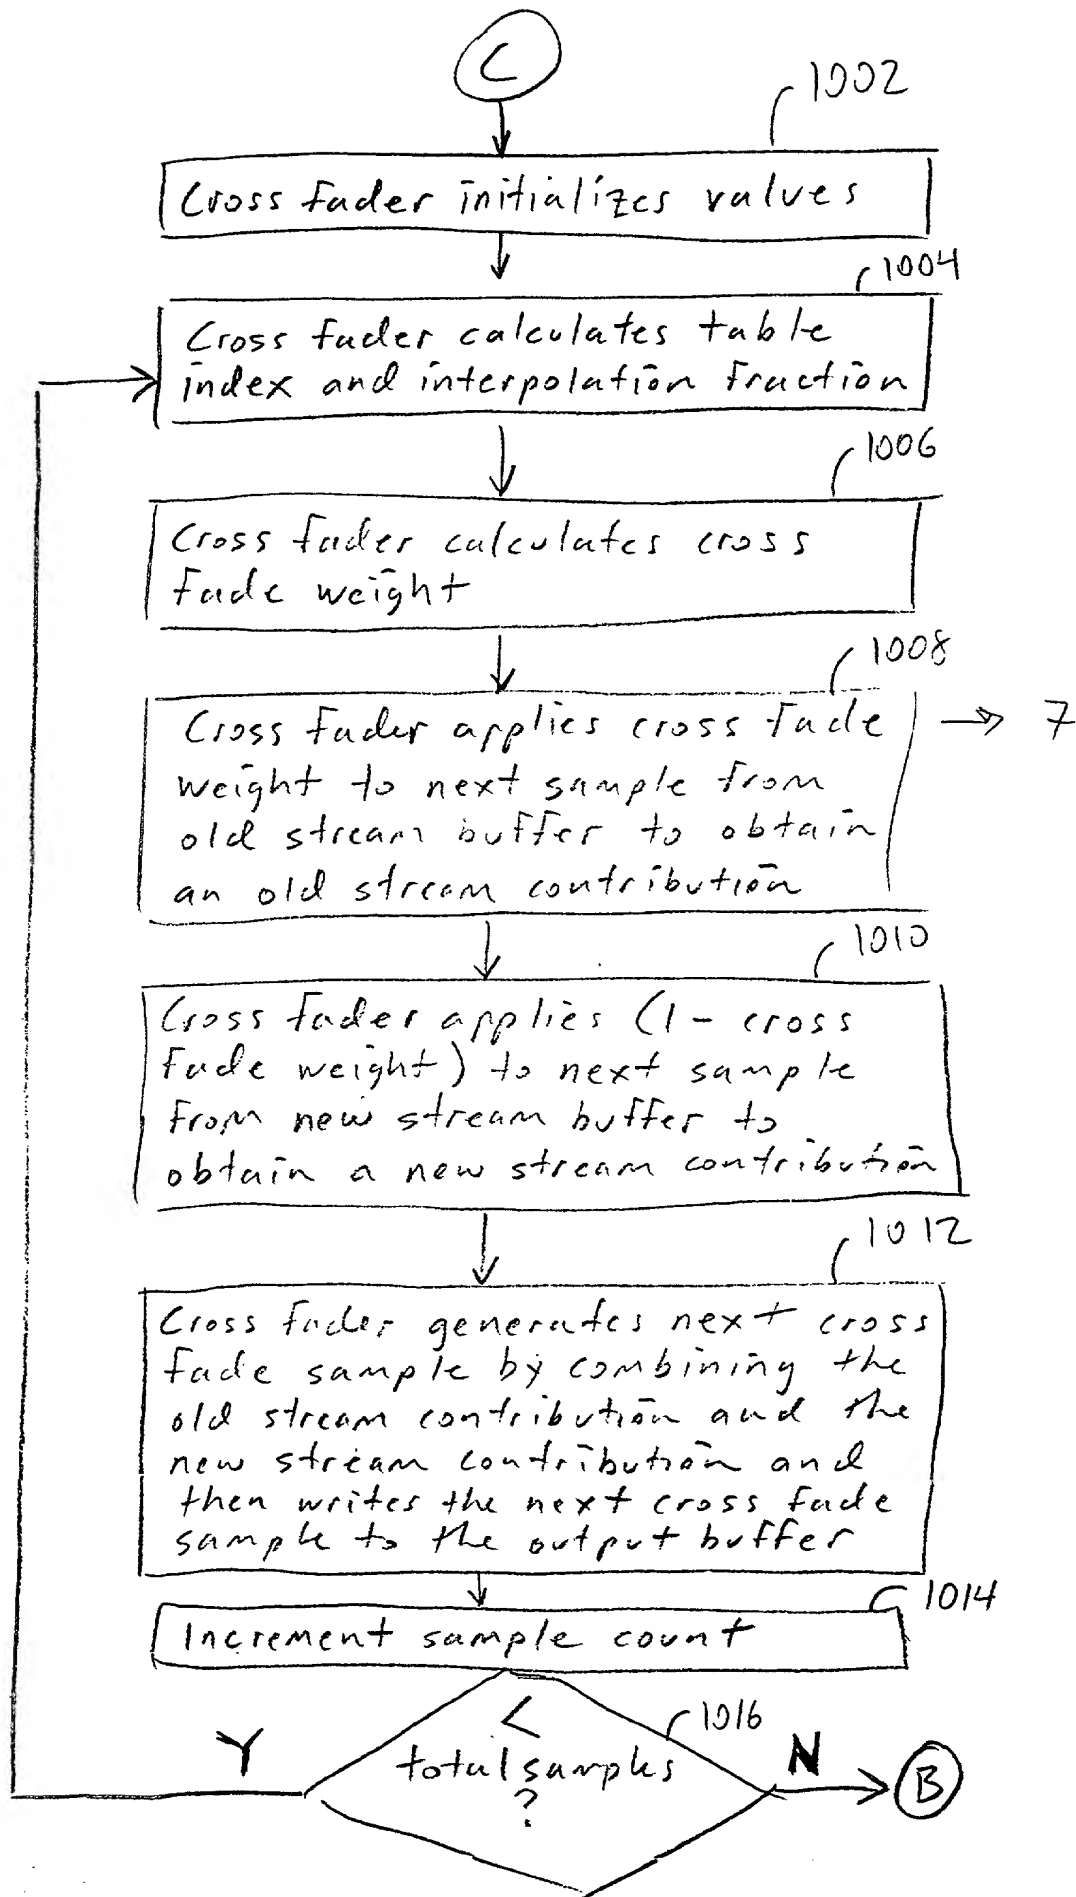 C
1002
Cross fader initializes values
1004
Cross fader calculates table
index and interpolation fraction
1006
Cross fader calculates cross
fade weight
1008
Cross fader applies cross fade
weight to next sample from
old stream buffer to obtain
an old stream contribution
7
1010
Cross fader applies (1 - cross
fade weight) to next sample
from new stream buffer to
obtain a new stream contribution
1012
Cross fader generates next cross
fade sample by combining the
old stream contribution and the
new stream contribution and
then writes the next cross fade
sample to the output buffer
1014
Increment sample count
1016
<
total samples
?
Y
N
B